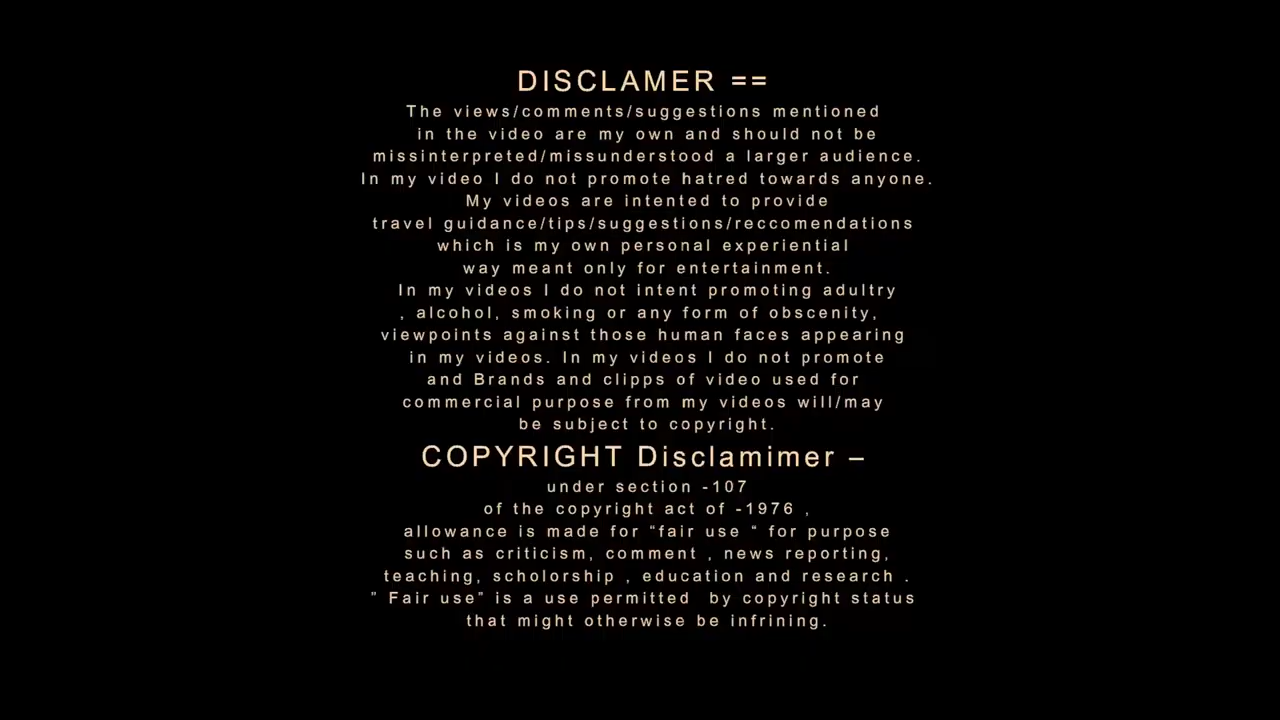 DISCLAMER ==
The views/comments/suggestions mentioned
in the video are my own and should not be
missinterpreted/missunderstood a larger audience.
In my video I do not promote hatred towards anyone.
My videos are intented to provide
travel guidance/tips/suggestions/reccomendations
which is my own personal experiential
way meant only for entertainment.
In my videos I do not intent promoting adultry
, alcohol, smoking or any form of obscenity,
viewpoints against those human faces appearing
in my videos. In my videos I do not promote
and Brands and clipps of video used for
commercial purpose from my videos will/may
be subject to copyright.
COPYRIGHT Disclamimer –
under section -107
of the copyright act of -1976 ,
allowance is made for “fair use “ for purpose
such as criticism, comment , news reporting,
teaching, scholorship , education and research .
” Fair use” is a use permitted  by copyright status
that might otherwise be infrining.